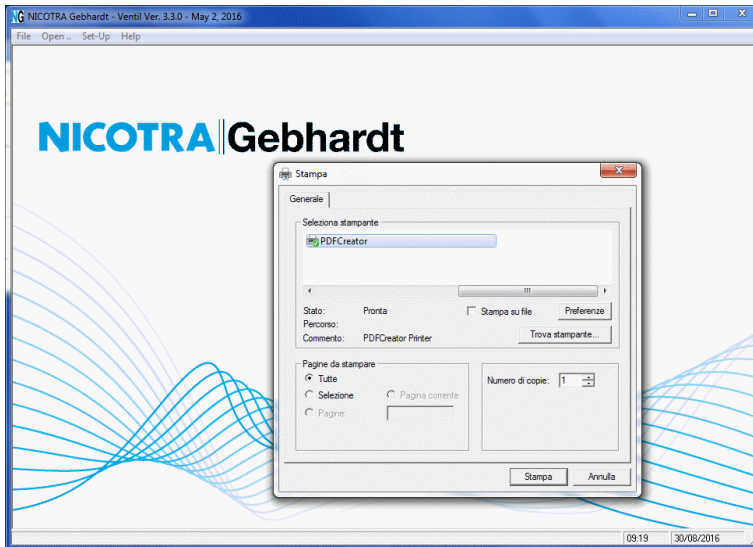 NICOTRA Gebhardt - Ventil Ver. 3.3.0 - May 2, 2016
File Open .. Set-Up Help
NICOTRA Gebhardt
Stampa
Generale
Seleziona stampante
PDFCreator
Stato: Pronta
Stampa su file Preferenze
Percorso:
Commento: PDFCreator Printer
Trova stampante...
Pagine da stampare
Tutte
Selezione Pagina corrente
Pagine:
Numero di copie: 1
Stampa Annulla
09:19 30/08/2016